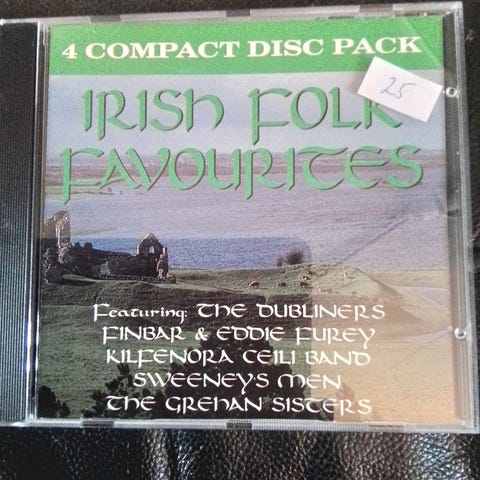 4 COMPACT DISC PACK
25
IRISH FOLK
FAVOURITES
Featuring: THE DUBLINERS
FINBAR & EDDIE FUREY
KILFENORA CEILI BAND
SWEENEY'S MEN
THE GREHAN SISTERS